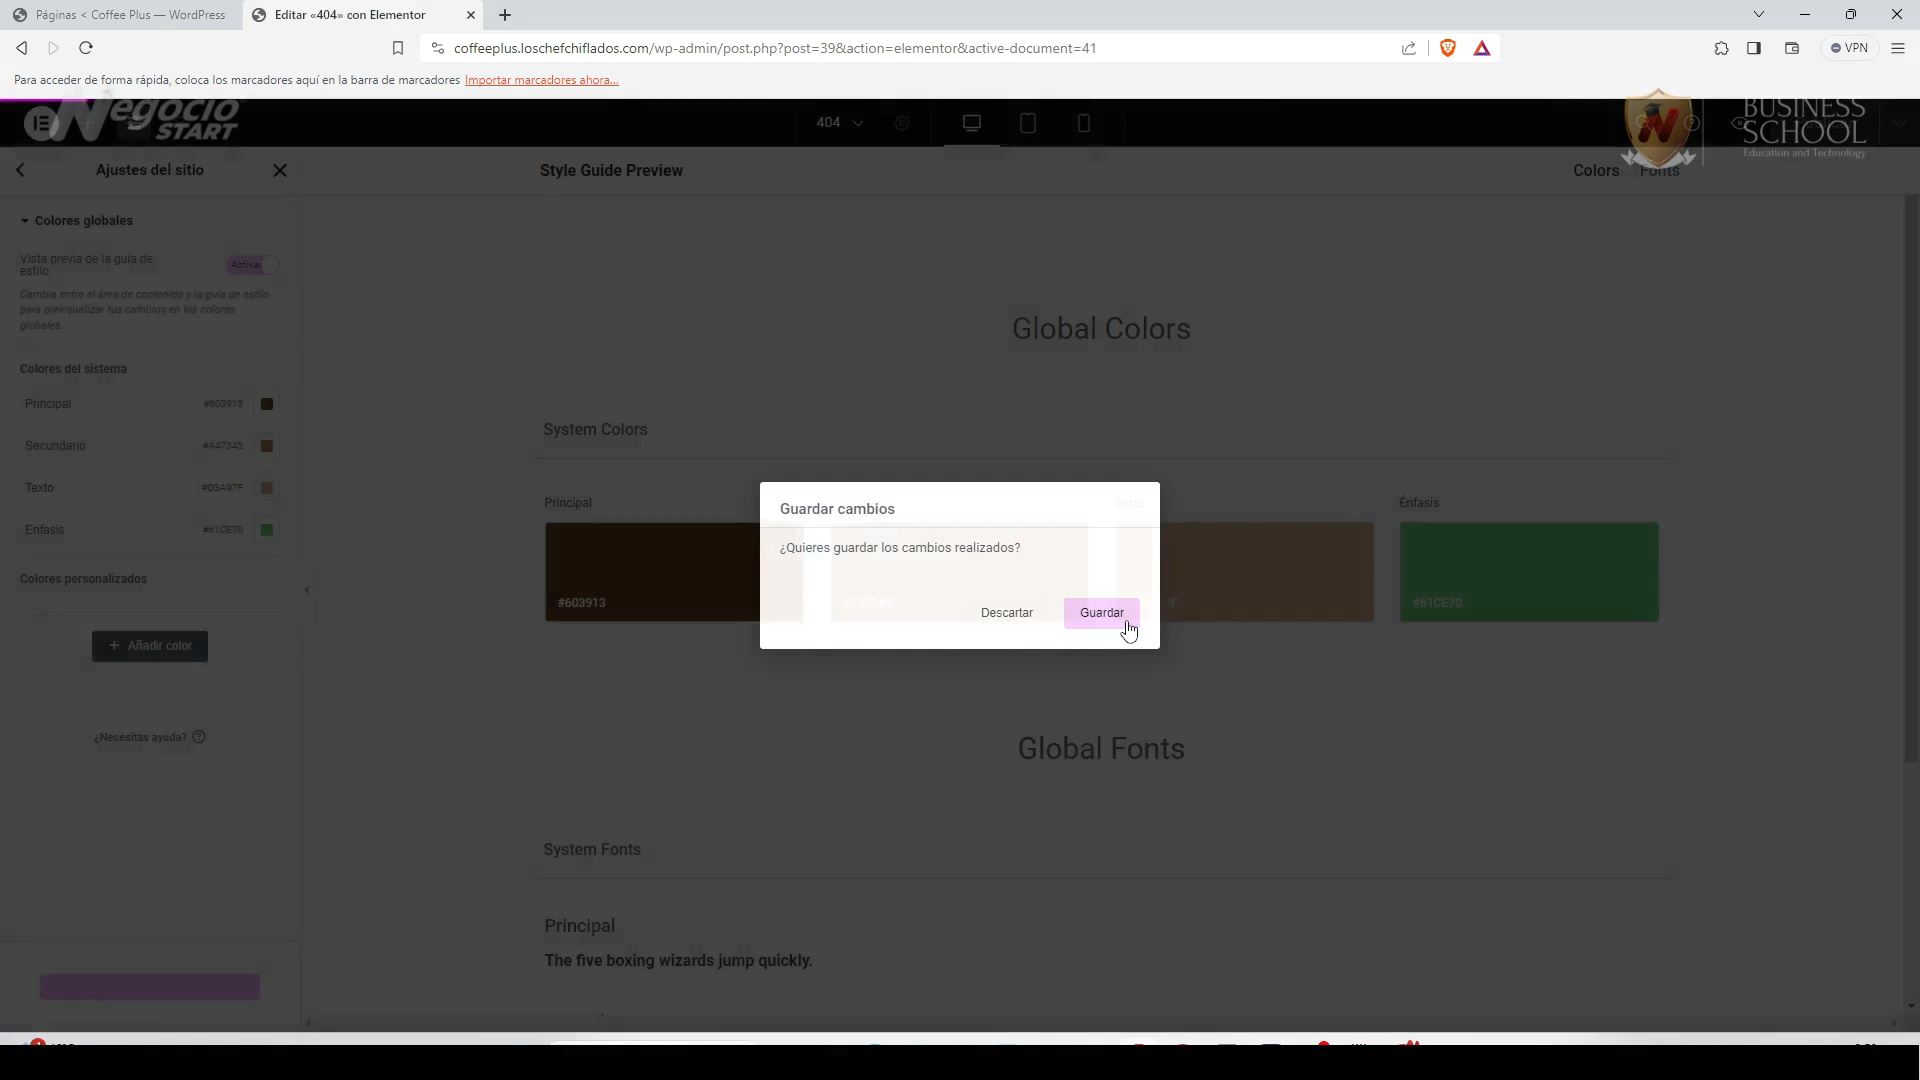 Páginas < Coffee Plus — WordPress
Editar «404» con Elementor
coffeeplus.loschefchiflados.com/wp-admin/post.php?post=39&action=elementor&active-document=41
VPN
Para acceder de forma rápida, coloca los marcadores aquí en la barra de marcadores Importar marcadores ahora...
Negocio
START
404
BUSINESS
SCHOOL
Education and Technology
Ajustes del sitio
Style Guide Preview
Colors
Fonts
Colores globales
Vista previa de la guía de
estilo
Activar
Cambia entre el área de contenido y la guía de estilo
para previsualizar tus cambios en los colores
globales.
Global Colors
Colores del sistema
Principal #603913
Secundario #A47343
Texto #D3A97F
Énfasis #61CE70
System Colors
Principal
Texto
Énfasis
#603913
#61CE70
Guardar cambios
¿Quieres guardar los cambios realizados?
Descartar
Guardar
Colores personalizados
+ Añadir color
¿Necesitas ayuda?
Global Fonts
System Fonts
Principal
The five boxing wizards jump quickly.